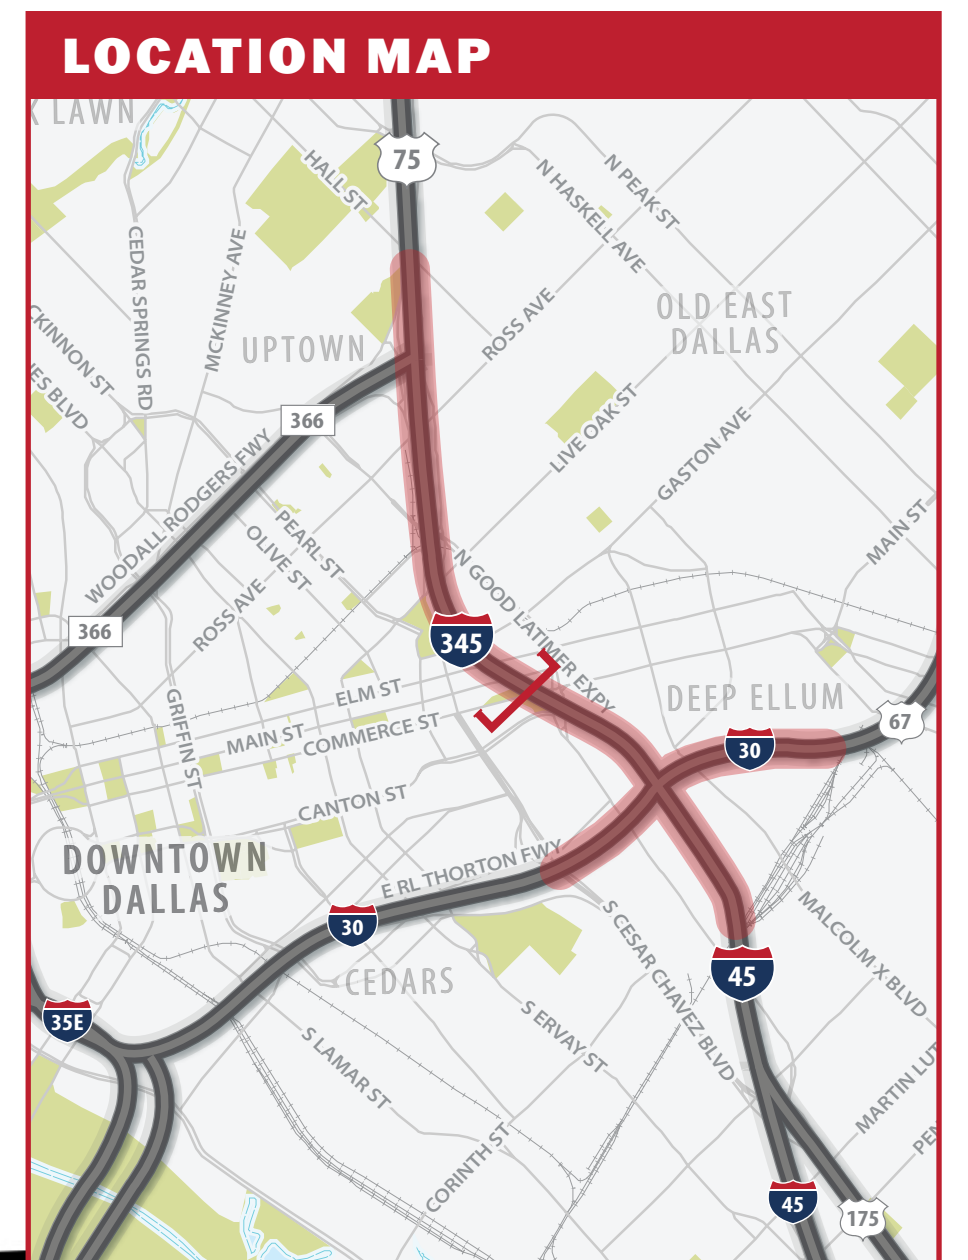 LOCATION MAP
K LAWN
75
HALL ST
N HASKELL AVE
N PEAK ST
CEDAR SPRINGS RD
MCKINNEY AVE
CKINNON ST
ES BLVD
UPTOWN
ROSS AVE
OLD EAST
DALLAS
366
WOODALL RODGERS FWY
LIVE OAK ST
GASTON AVE
MAIN ST
PEARL ST
OLIVE ST
ROSS AVE
N GOOD LATIMER EXPY
366
345
GRIFFIN ST
ELM ST
MAIN ST
COMMERCE ST
DEEP ELLUM
67
30
CANTON ST
DOWNTOWN
DALLAS
E RL THORTON FWY
30
CEDARS
S CESAR CHAVEZ BLVD
MALCOLM X BLVD
45
35E
S LAMAR ST
S SERVAY ST
MARTIN LUT
PEN
CORINTH ST
45
175